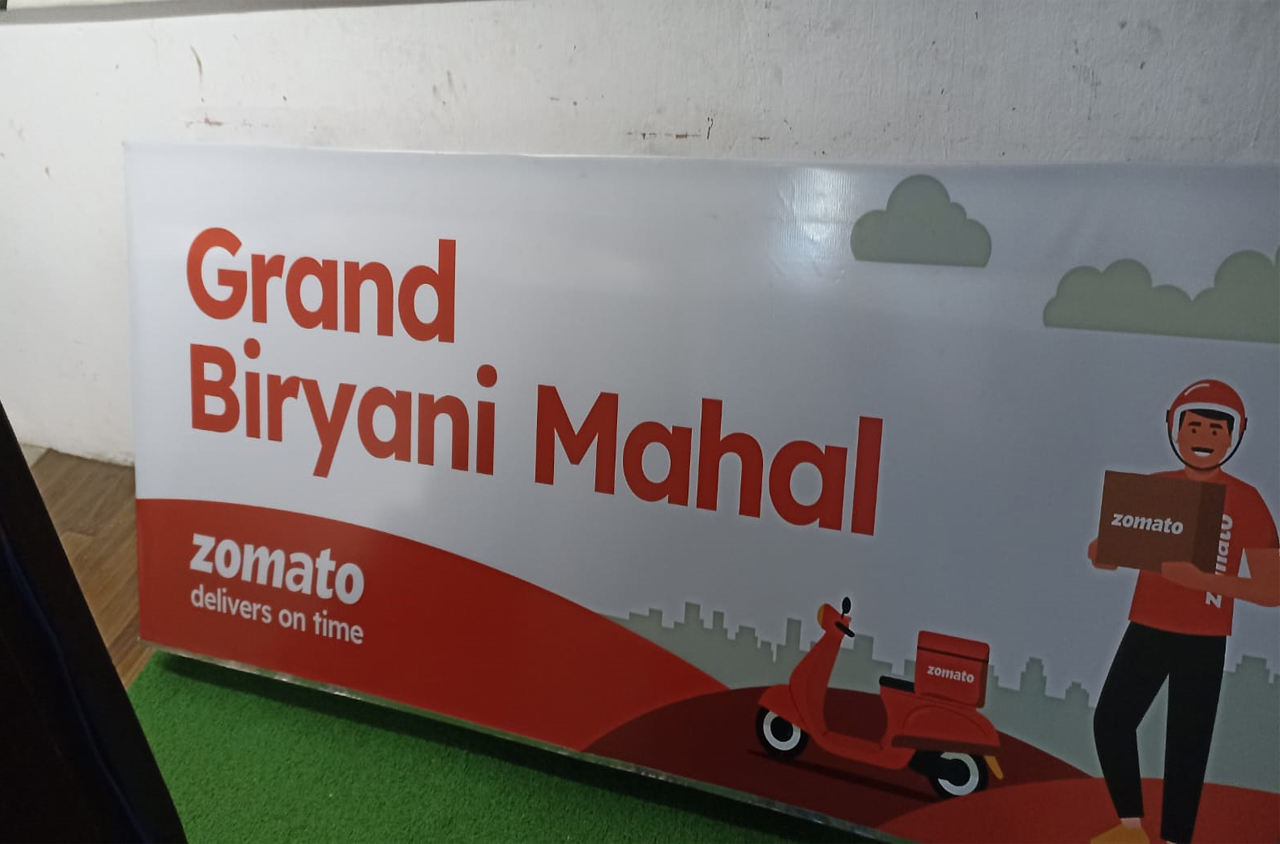 Grand
Biryani Mahal
zomato
delivers on time
zomato
zomato
zomato